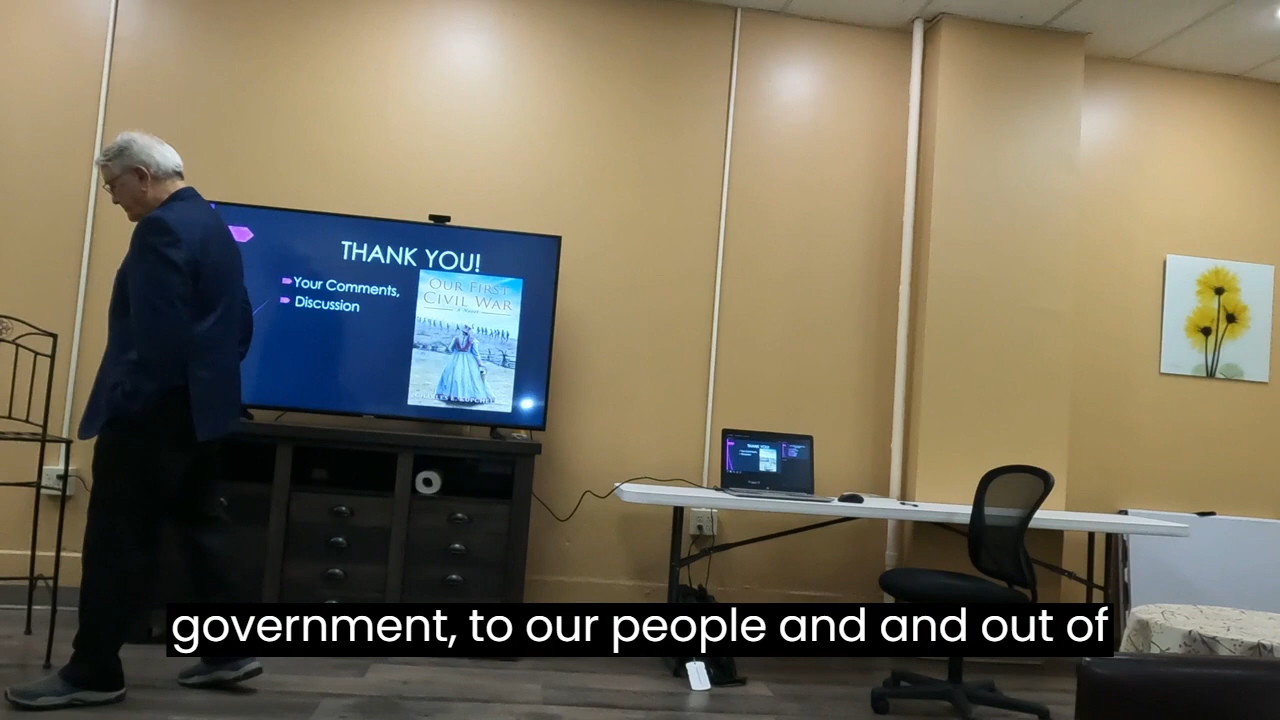 THANK YOU!
Your Comments,
Discussion
OUR FIRST
CIVIL WAR
government, to our people and and out of